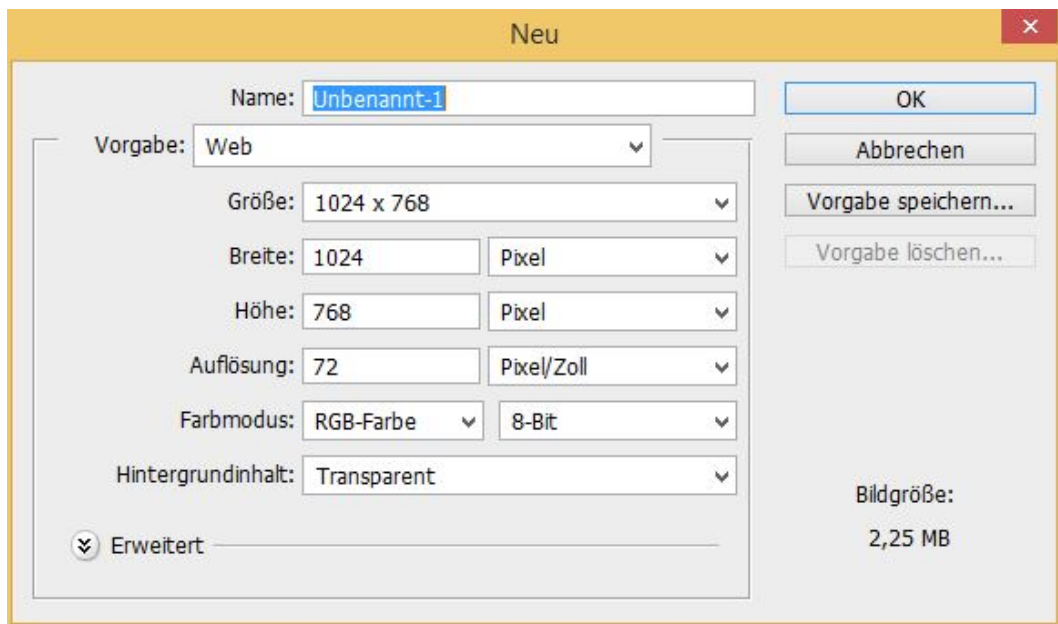 Neu
Name: Unbenannt-1
OK
Vorgabe: Web
Abbrechen
Größe: 1024 x 768
Vorgabe speichern...
Breite: 1024 Pixel
Vorgabe löschen...
Höhe: 768 Pixel
Auflösung: 72 Pixel/Zoll
Farbmodus: RGB-Farbe 8-Bit
Hintergrundinhalt: Transparent
Bildgröße:
2,25 MB
Erweitert